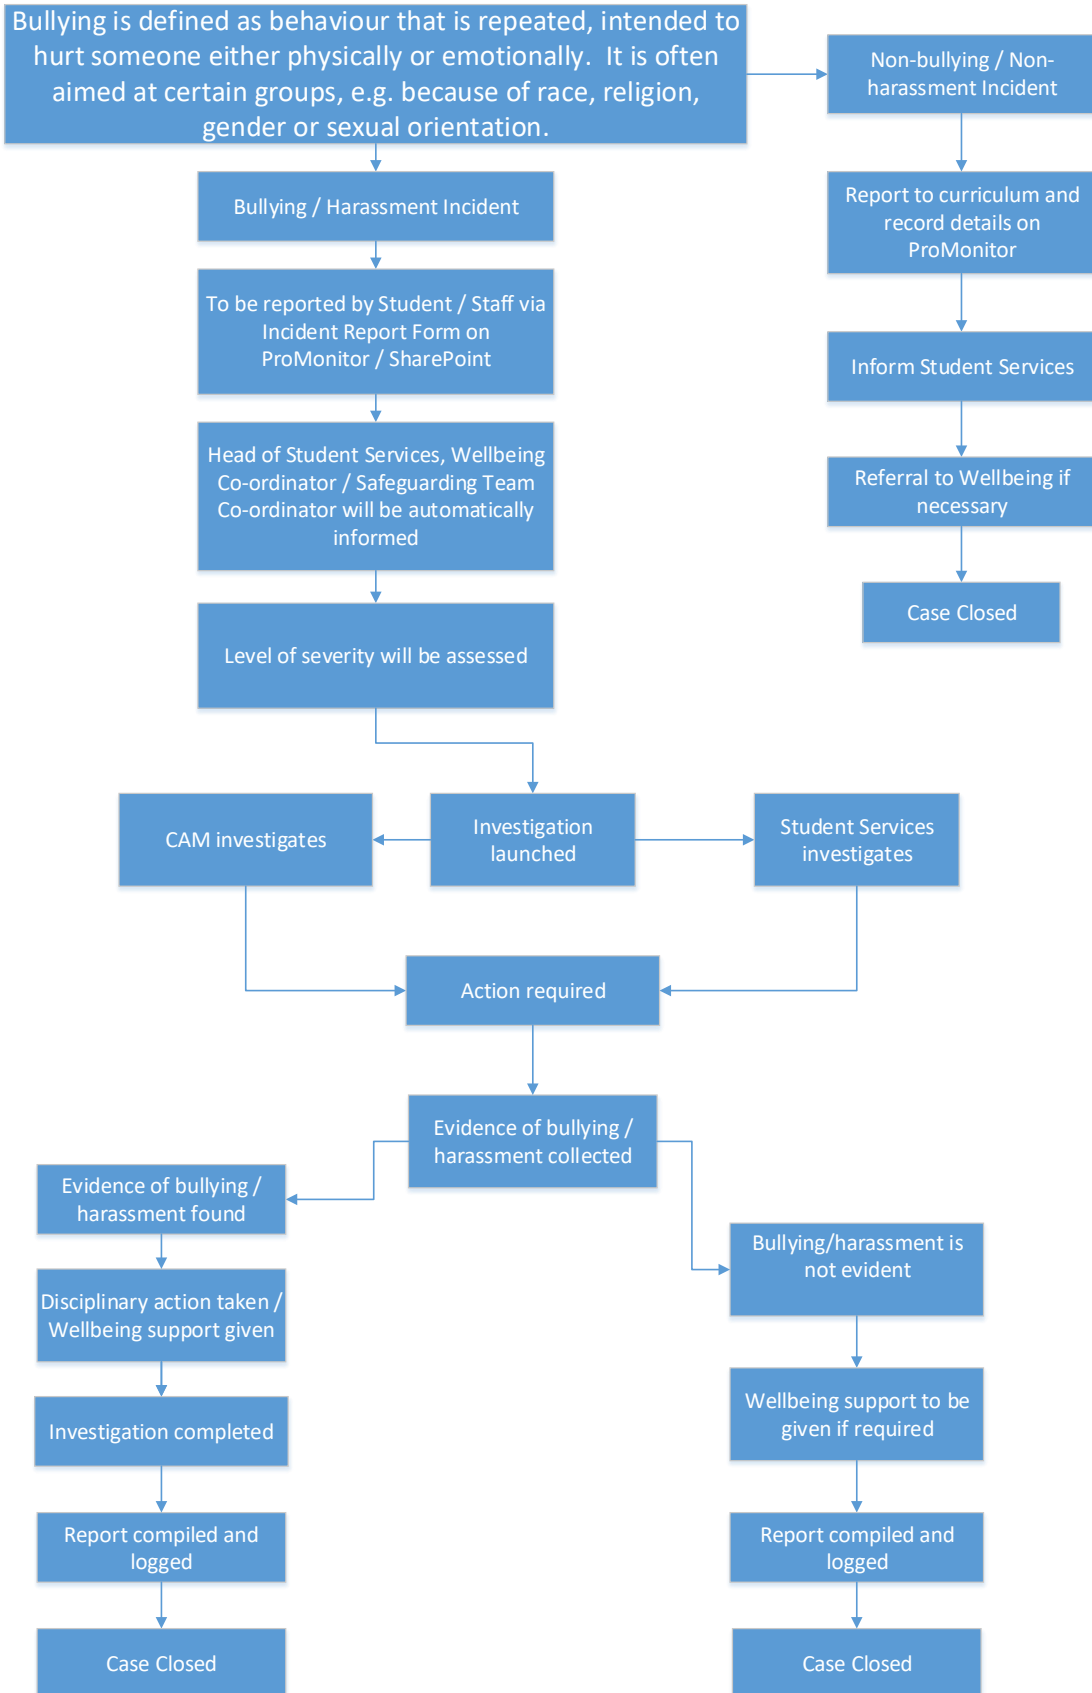 Bullying is defined as behaviour that is repeated, intended to
hurt someone either physically or emotionally.  It is often
aimed at certain groups, e.g. because of race, religion,
gender or sexual orientation.
Non-bullying / Non-
harassment Incident
Bullying / Harassment Incident
Report to curriculum and
record details on
ProMonitor
To be reported by Student / Staff via
Incident Report Form on
ProMonitor / SharePoint
Inform Student Services
Head of Student Services, Wellbeing
Co-ordinator / Safeguarding Team
Co-ordinator will be automatically
informed
Referral to Wellbeing if
necessary
Case Closed
Level of severity will be assessed
CAM investigates
Investigation
launched
Student Services
investigates
Action required
Evidence of bullying /
harassment collected
Evidence of bullying /
harassment found
Bullying/harassment is
not evident
Disciplinary action taken /
Wellbeing support given
Wellbeing support to be
given if required
Investigation completed
Report compiled and
logged
Report compiled and
logged
Case Closed
Case Closed